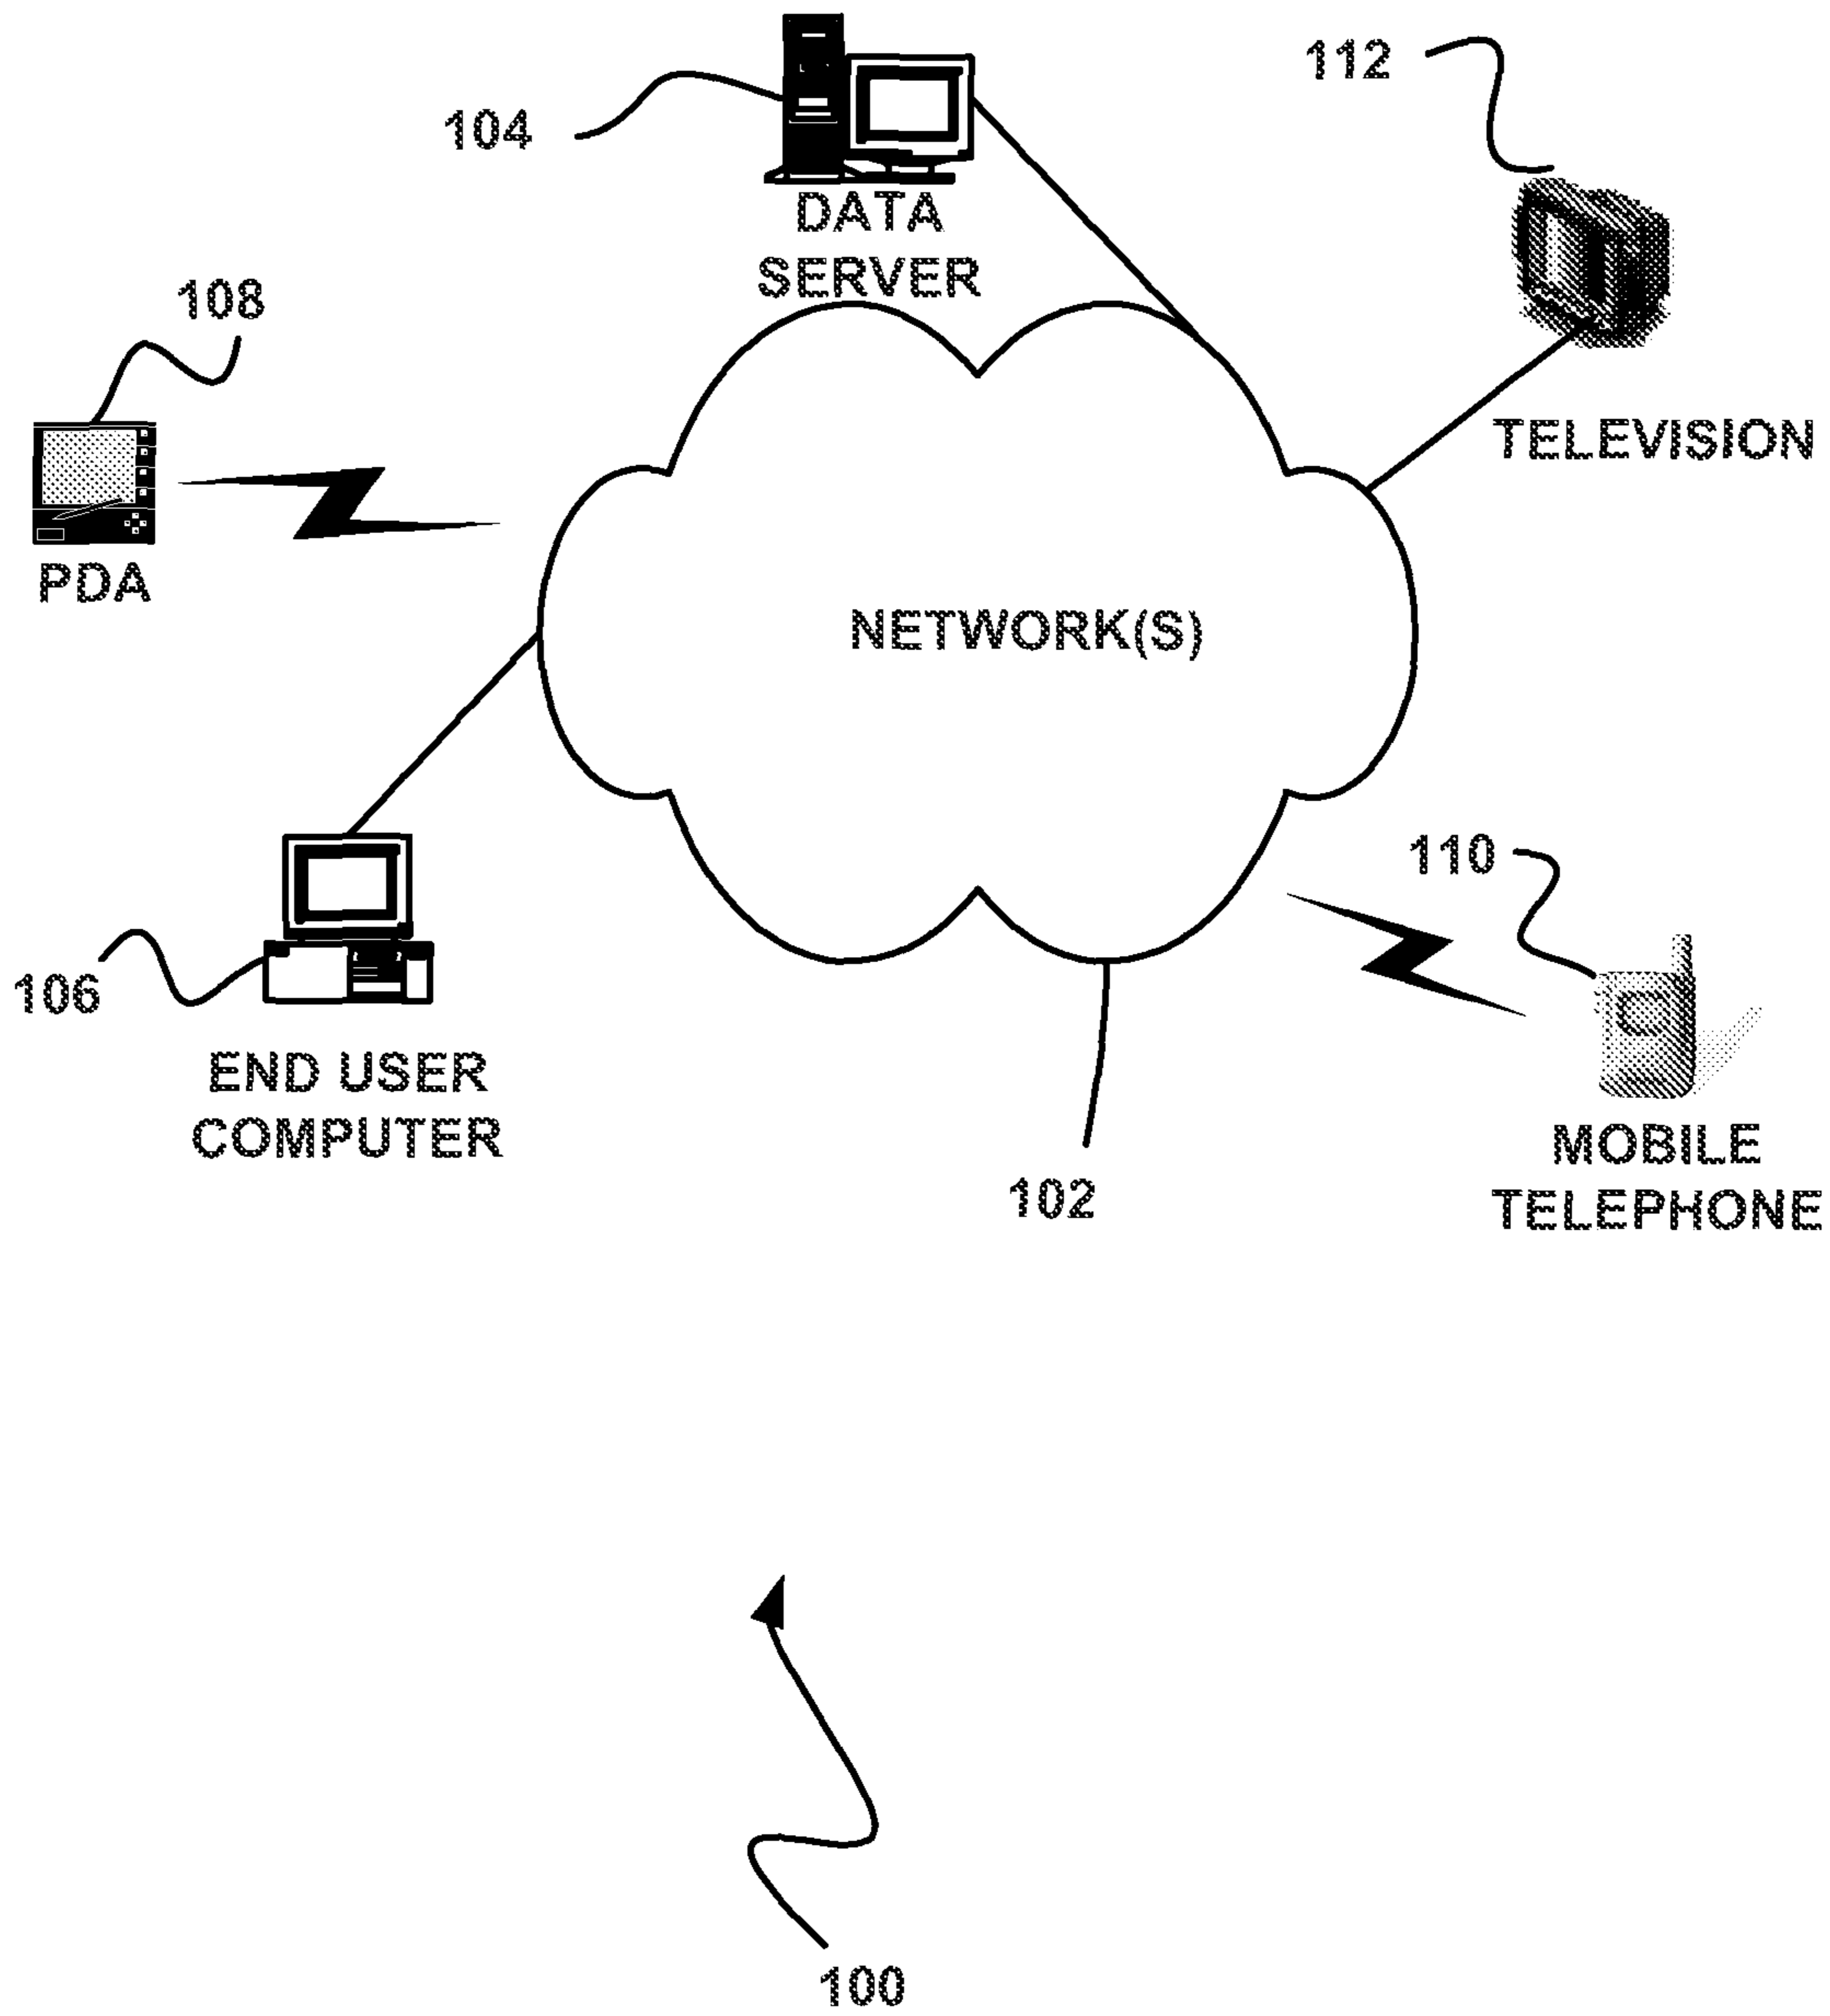 112
104
DATA
SERVER
108
TELEVISION
PDA
NETWORK(S)
110
106
END USER
COMPUTER
MOBILE
TELEPHONE
102
100